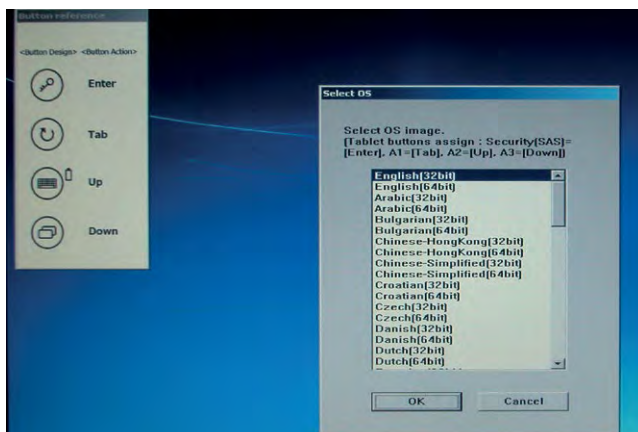 Button reference
<Button Design> <Button Action>
Enter
Tab
Up
Down
Select OS
Select OS image.
(Tablet buttons assign : Security(SAS)=
[Enter], A1=[Tab], A2=[Up], A3=[Down])
English(32bit)
English(64bit)
Arabic(32bit)
Arabic(64bit)
Bulgarian(32bit)
Bulgarian(64bit)
Chinese-HongKong(32bit)
Chinese-HongKong(64bit)
Chinese-Simplified(32bit)
Chinese-Simplified(64bit)
Croatian(32bit)
Croatian(64bit)
Czech(32bit)
Czech(64bit)
Danish(32bit)
Danish(64bit)
Dutch(32bit)
Dutch(64bit)
OK Cancel